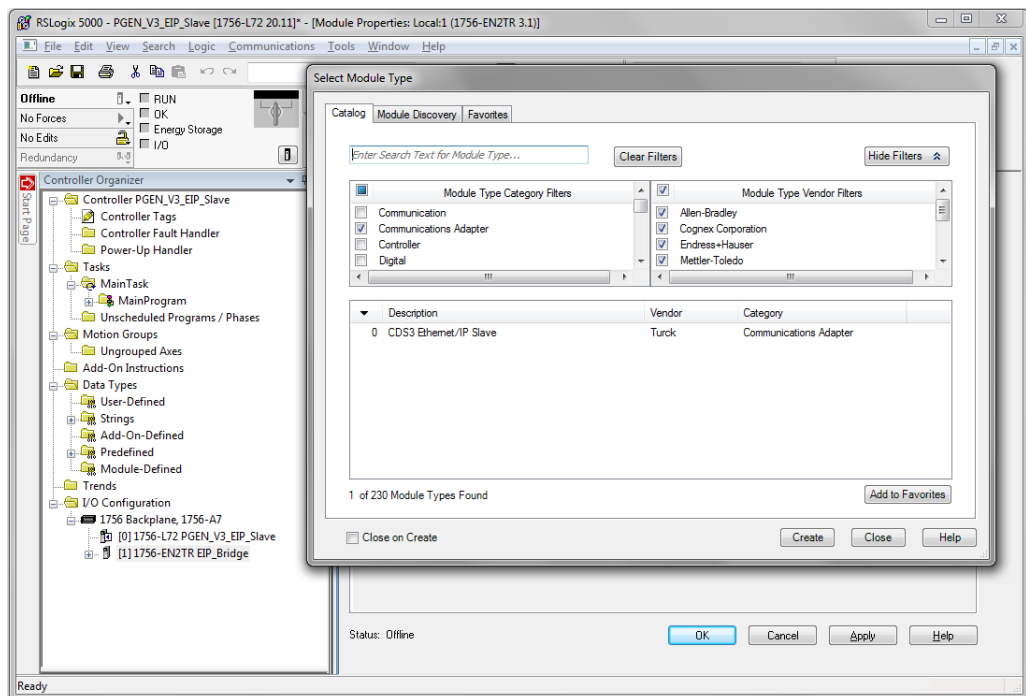 RSLogix 5000 - PGEN_V3_EIP_Slave [1756-L72 20.11]* - [Module Properties: Local:1 (1756-EN2TR 3.1)]
File Edit View Search Logic Communications Tools Window Help
Offline
RUN
No Forces
OK
No Edits
Energy Storage
Redundancy
I/O
Start Page
Controller Organizer
Controller PGEN_V3_EIP_Slave
Controller Tags
Controller Fault Handler
Power-Up Handler
Tasks
MainTask
MainProgram
Unscheduled Programs / Phases
Motion Groups
Ungrouped Axes
Add-On Instructions
Data Types
User-Defined
Strings
Add-On-Defined
Predefined
Module-Defined
Trends
I/O Configuration
1756 Backplane, 1756-A7
[0] 1756-L72 PGEN_V3_EIP_Slave
[1] 1756-EN2TR EIP_Bridge
Select Module Type
Catalog Module Discovery Favorites
Enter Search Text for Module Type...
Clear Filters
Hide Filters
Module Type Category Filters
Communication
Communications Adapter
Controller
Digital
Module Type Vendor Filters
Allen-Bradley
Cognex Corporation
Endress+Hauser
Mettler-Toledo
Description Vendor Category
0 CDS3 Ethernet/IP Slave Turck Communications Adapter
1 of 230 Module Types Found
Add to Favorites
Close on Create
Create Close Help
Status: Offline
OK Cancel Apply Help
Ready